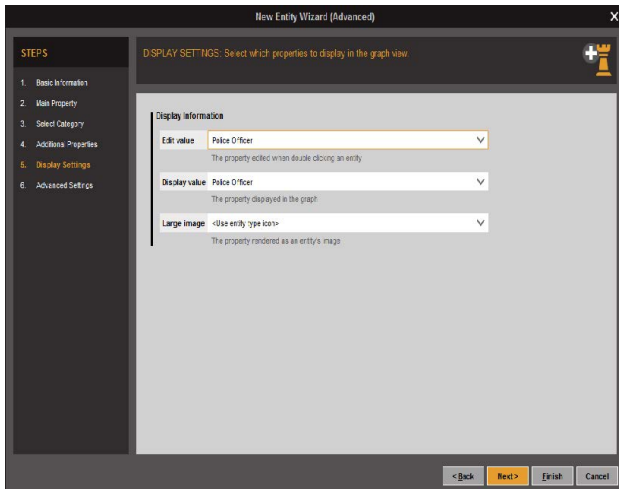 New Entity Wizard (Advanced)
X
STEPS
1. Basic Information
2. Main Property
3. Select Category
4. Additional Properties
5. Display Settings
6. Advanced Settings
DISPLAY SETTINGS: Select which properties to display in the graph view
Display Information
Edit value Police Officer
The property edited when double clicking an entity
Display value Police Officer
The property displayed in the graph
Large image <Use entity type icon>
The property rendered as an entity's image
< Back Next > Finish Cancel